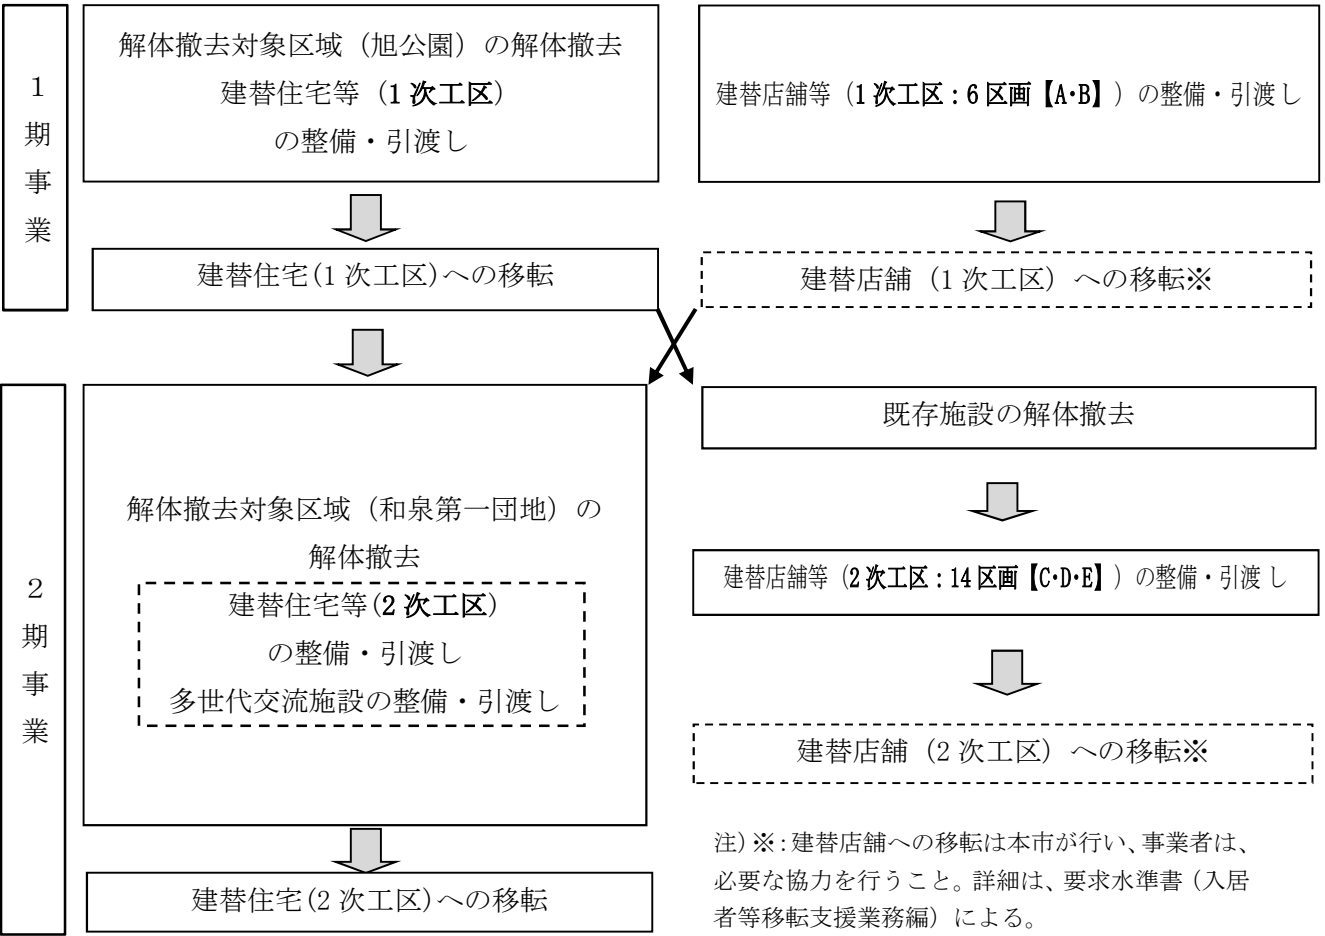 1
期
事
業
解体撤去対象区域（旭公園）の解体撤去
建替住宅等（1次工区）
の整備・引渡し
建替店舗等（1次工区：6区画【A・B】）の整備・引渡し
建替住宅(1次工区)への移転
建替店舗（1次工区）への移転※
2
期
事
業
解体撤去対象区域（和泉第一団地）の
解体撤去
建替住宅等(2次工区)
の整備・引渡し
多世代交流施設の整備・引渡し
既存施設の解体撤去
建替店舗等（2次工区：14区画【C・D・E】）の整備・引渡し
建替店舗（2次工区）への移転※
建替住宅(2次工区)への移転
注)※:建替店舗への移転は本市が行い、事業者は、
必要な協力を行うこと。詳細は、要求水準書（入居
者等移転支援業務編）による。